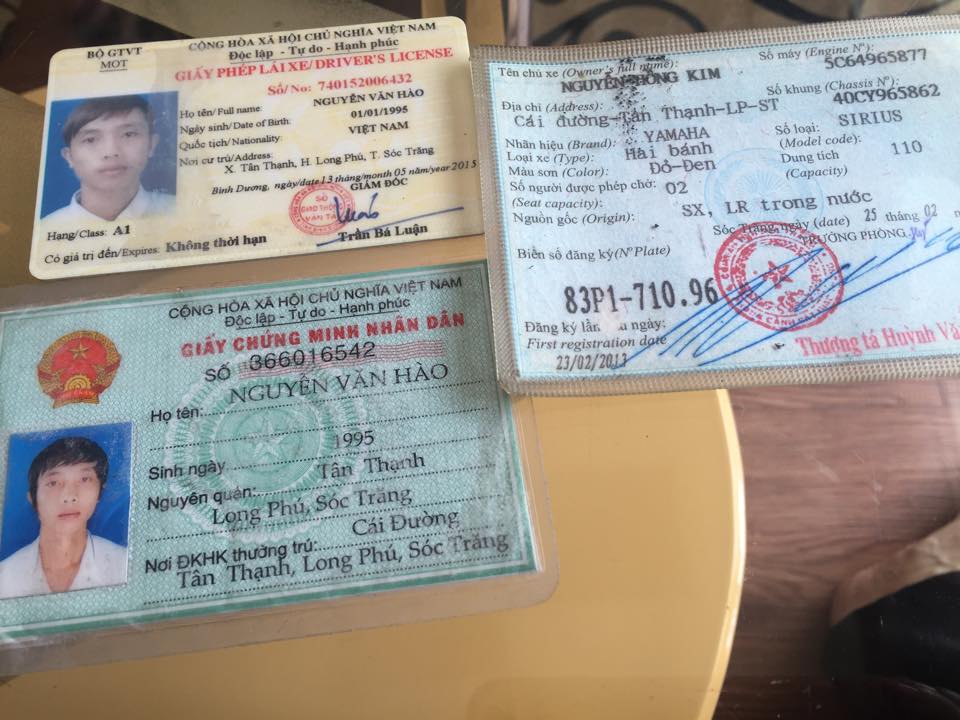 BỘ GTVT
MOT
CỘNG HÒA XÃ HỘI CHỦ NGHĨA VIỆT NAM
Độc lập - Tự do - Hạnh phúc
GIẤY PHÉP LÁI XE/DRIVER'S LICENSE
Số/No: 740152006432
Họ tên/Full name: NGUYỄN VĂN HÀO
Ngày sinh/Date of Birth: 01/01/1995
Quốc tịch/Nationality: VIỆT NAM
Nơi cư trú/Address:
X. Tân Thạnh, H. Long Phú, T. Sóc Trăng
Bình Dương, ngày/date 13 tháng/month 05 năm/year 2015
GIÁM ĐỐC
SỞ
GIAO THÔNG
VẬN TẢI
Trần Bá Luận
Hạng/Class: A1
Có giá trị đến/Expires: Không thời hạn
Tên chủ xe (Owner's full name):
NGUYỄN HỒNG KIM
Địa chỉ (Address):
Cái đường-Tân Thạnh-LP-ST
Nhãn hiệu (Brand): YAMAHA
Loại xe (Type): Hai bánh
Màu sơn (Color): Đỏ-Đen
Số người được phép chở: 02
(Seat capacity):
Nguồn gốc (Origin): SX, LR trong nước
Số máy (Engine Nº):
5C64965877
Số khung (Chassis Nº):
40CY965862
Số loại: SIRIUS
(Model code):
Dung tích 110
(Capacity)
Sóc Trăng, ngày (date) 25 tháng 02
TRƯỞNG PHÒNG
Biển số đăng ký (Nº Plate)
83P1-710.96
Đăng ký lần ngày:
First registration date
23/02/2013
Thượng tá Huỳnh
CỘNG HÒA XÃ HỘI CHỦ NGHĨA VIỆT NAM
Độc lập - Tự do - Hạnh phúc
GIẤY CHỨNG MINH NHÂN DÂN
SỐ 366016542
Họ tên: NGUYỄN VĂN HÀO
Sinh ngày 1995
Nguyên quán: Tân Thạnh
Long Phú, Sóc Trăng
Nơi ĐKHK thường trú: Cái Đường
Tân Thạnh, Long Phú, Sóc Trăng